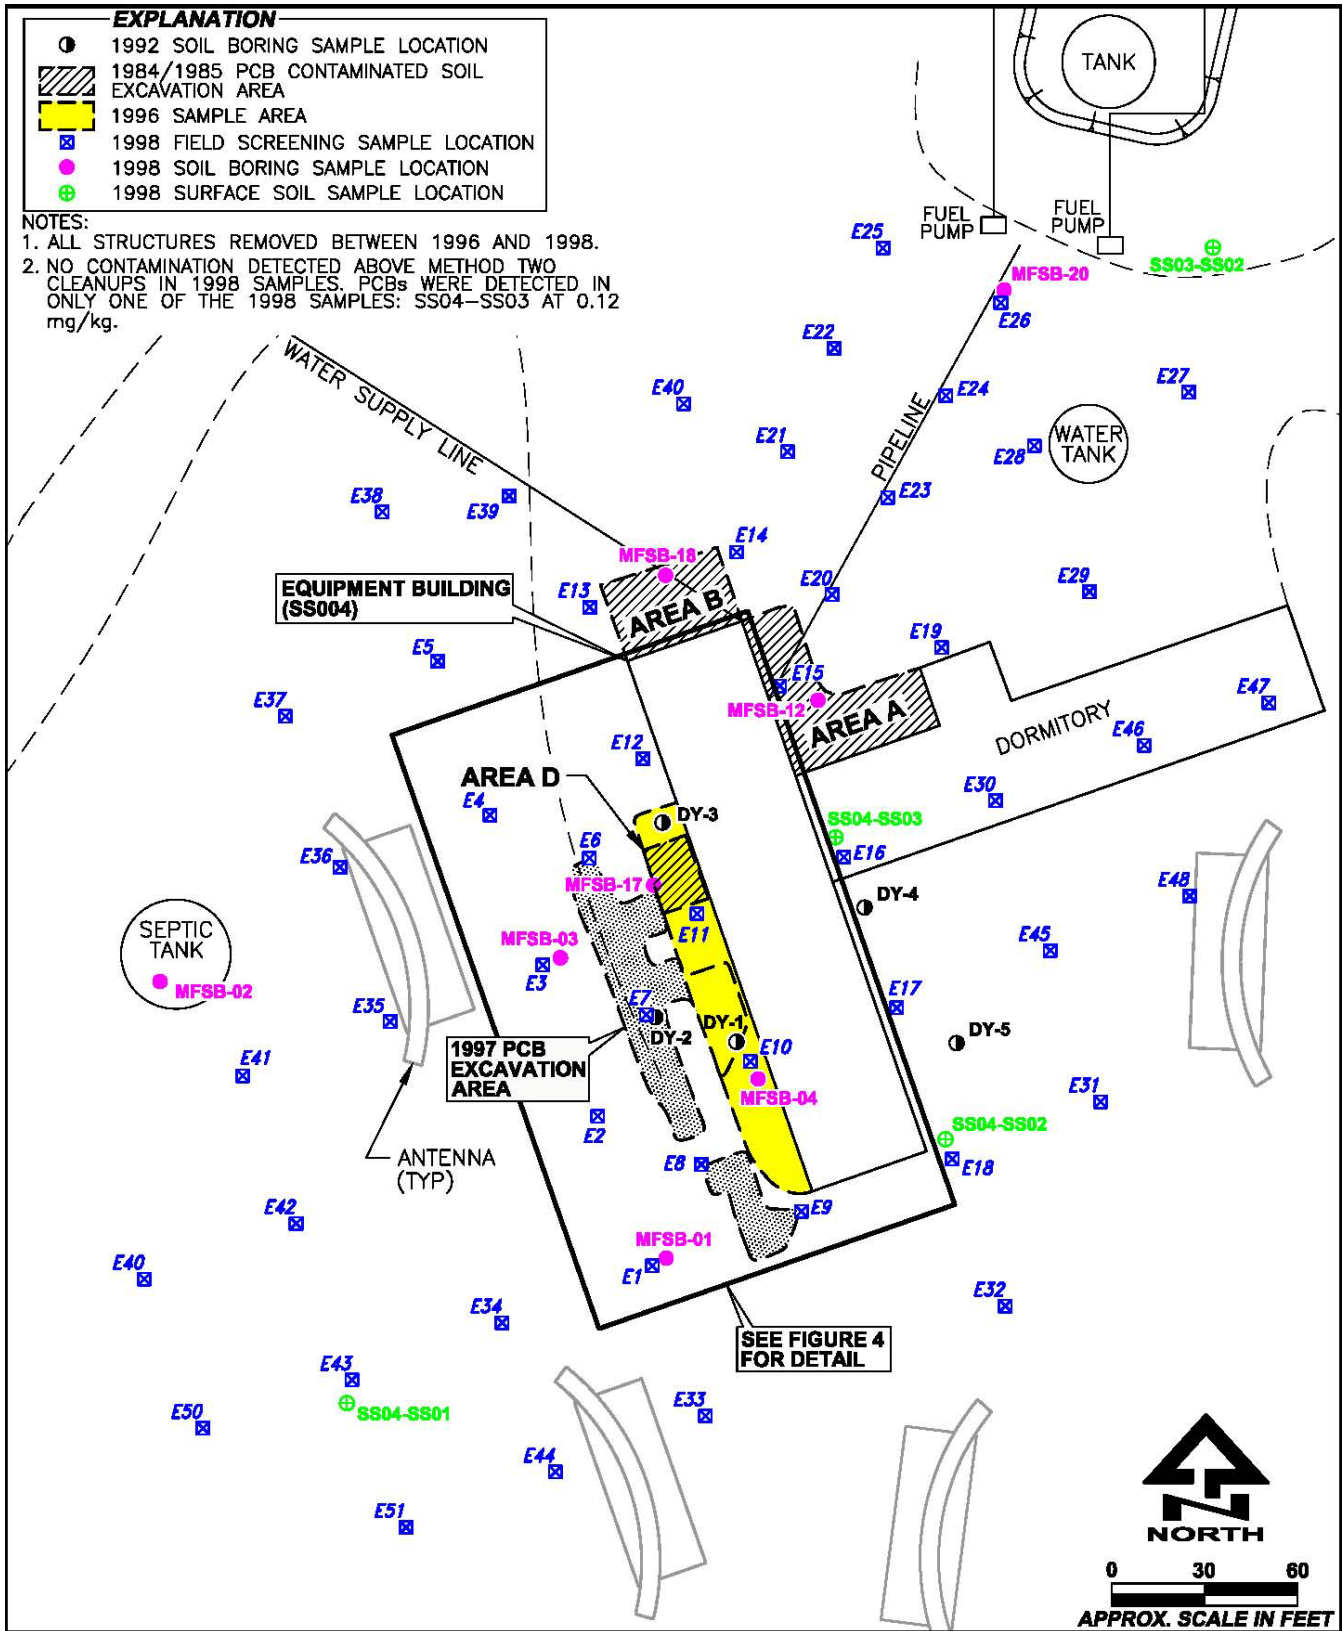 EXPLANATION
1992 SOIL BORING SAMPLE LOCATION
1984/1985 PCB CONTAMINATED SOIL
EXCAVATION AREA
1996 SAMPLE AREA
1998 FIELD SCREENING SAMPLE LOCATION
1998 SOIL BORING SAMPLE LOCATION
1998 SURFACE SOIL SAMPLE LOCATION
NOTES:
1. ALL STRUCTURES REMOVED BETWEEN 1996 AND 1998.
2. NO CONTAMINATION DETECTED ABOVE METHOD TWO
CLEANUPS IN 1998 SAMPLES. PCBs WERE DETECTED IN
ONLY ONE OF THE 1998 SAMPLES: SS04-SS03 AT 0.12
mg/kg.
TANK
FUEL
PUMP
FUEL
PUMP
E25
SS03-SS02
MFSB-20
E26
E22
WATER SUPPLY LINE
E40
E24
E27
PIPELINE
E21
E28
WATER
TANK
E38
E39
E23
E14
MFSB-18
EQUIPMENT BUILDING
(SS004)
E13
AREA B
E20
E29
E5
E19
E37
E15
MFSB-12
AREA A
E47
DORMITORY
E46
E12
AREA D
E4
E30
DY-3
SS04-SS03
E6
E16
E36
MFSB-17
DY-4
E48
SEPTIC
TANK
E11
MFSB-03
E3
E45
MFSB-02
E35
E7
DY-2
DY-1
E17
DY-5
1997 PCB
EXCAVATION
AREA
E10
E41
MFSB-04
E31
E2
SS04-SS02
ANTENNA
(TYP)
E8
E18
E42
E9
MFSB-01
E40
E1
E34
E32
SEE FIGURE 4
FOR DETAIL
E43
SS04-SS01
E50
E33
E44
E51
NORTH
0 30 60
APPROX. SCALE IN FEET